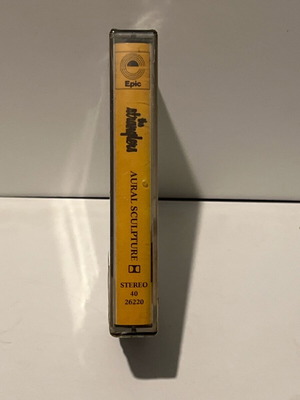 Epic
the
stranglers
AURAL SCULPTURE
STEREO
40
26220